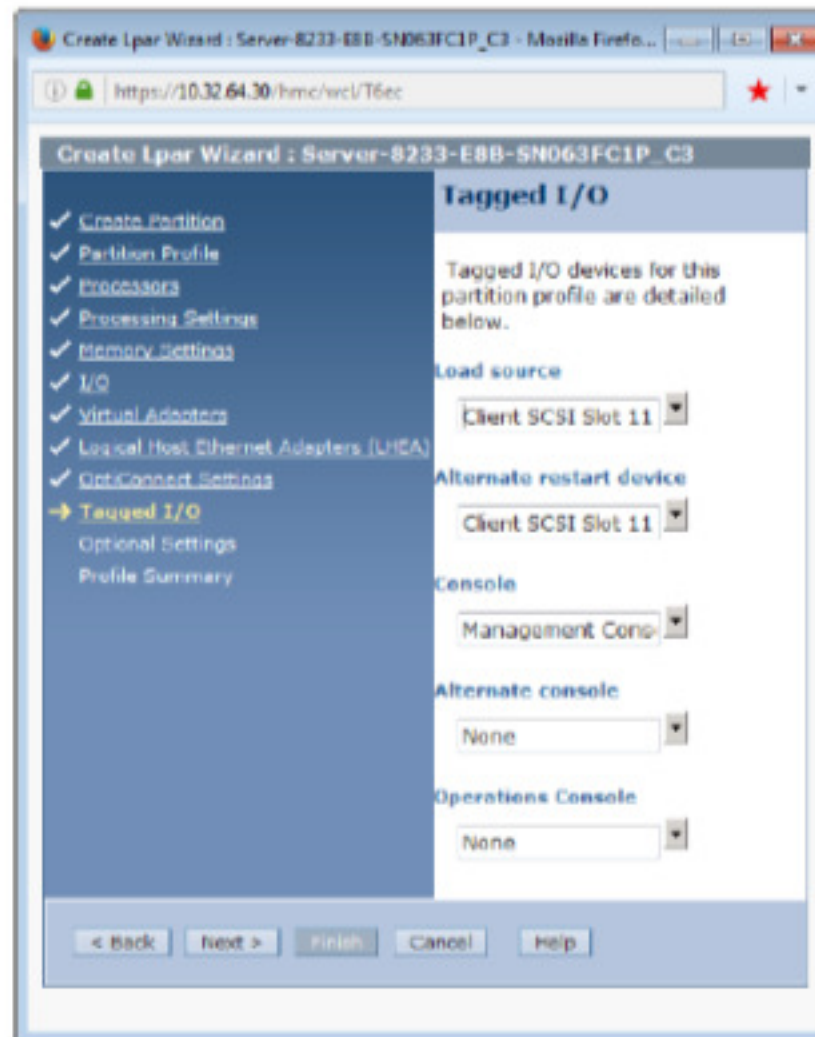 Create Lpar Wizard : Server-8233-E8B-SN063FC1P_C3 - Mozilla Firefo...
https://10.32.64.30/hmc/wcl/T6ec
Create Lpar Wizard : Server-8233-E8B-SN063FC1P_C3
Create Partition
Partition Profile
Processors
Processing Settings
Memory Settings
I/O
Virtual Adapters
Logical Host Ethernet Adapters (LHEA)
OptiConnect Settings
Tagged I/O
Optional Settings
Profile Summary
Tagged I/O
Tagged I/O devices for this
partition profile are detailed
below.
Load source
Client SCSI Slot 11
Alternate restart device
Client SCSI Slot 11
Console
Management Cons
Alternate console
None
Operations Console
None
< Back
Next >
Finish
Cancel
Help